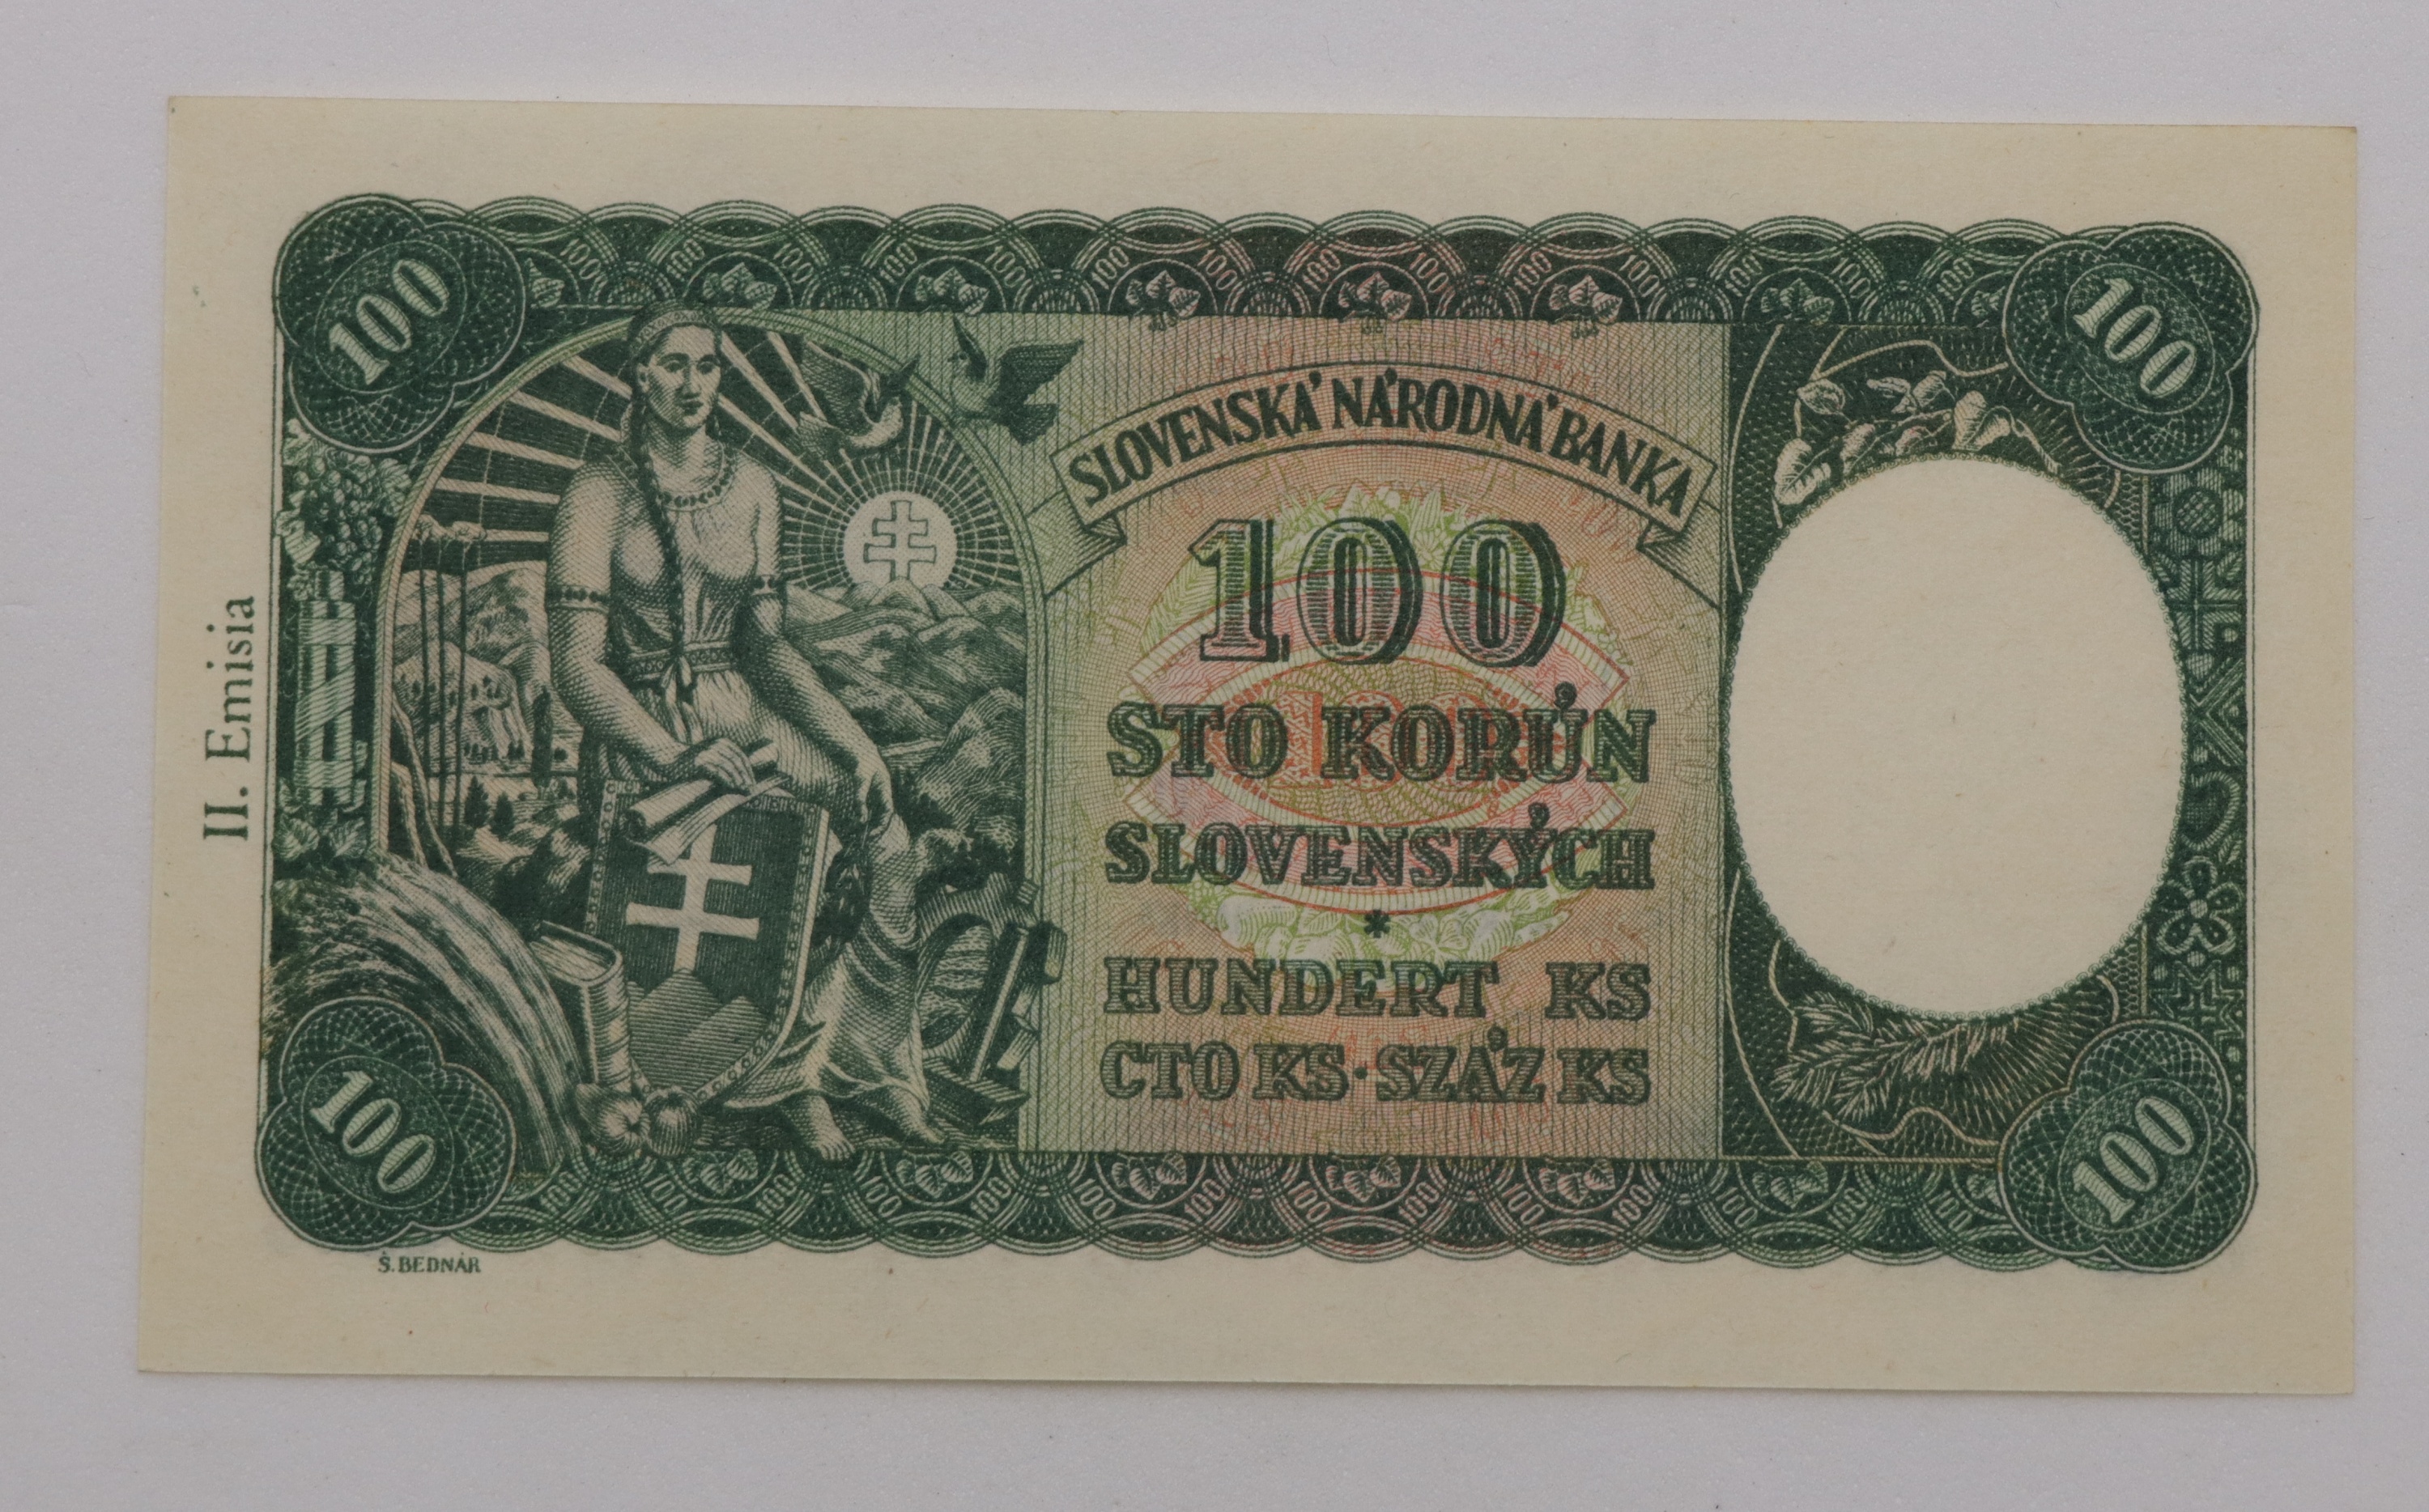 100
100
SLOVENSKÁ NÁRODNÁ BANKA
100
STO KORÚN
SLOVENSKÝCH
*
HUNDERT KS
СТО KS·SZÁZ KS
100
100
II. Emisia
Š. BEDNÁR